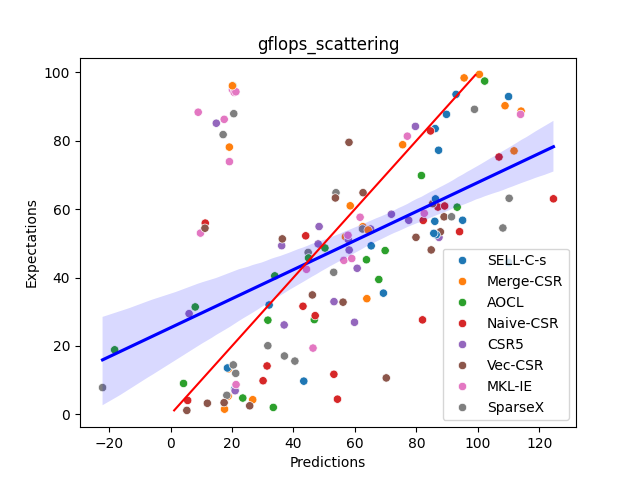 gflops_scattering
Expectations
100
80
60
40
20
0
−20
0
20
40
60
80
100
120
Predictions
SELL-C-s
Merge-CSR
AOCL
Naive-CSR
CSR5
Vec-CSR
MKL-IE
SparseX